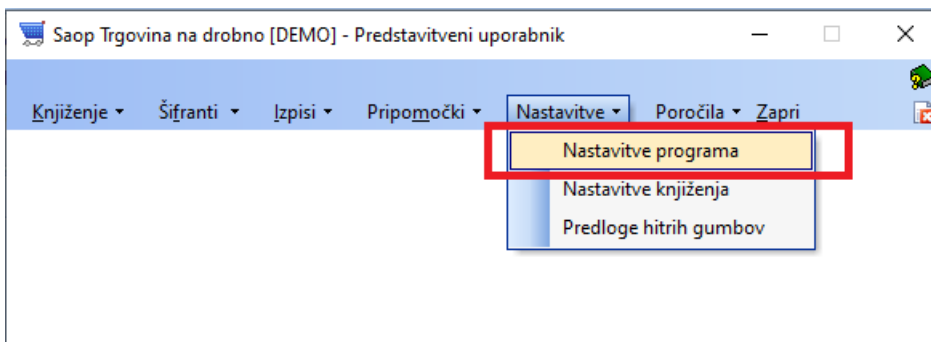 Saop Trgovina na drobno [DEMO] - Predstavitveni uporabnik
Knjiženje Šifranti Izpisi Pripomočki Nastavitve Poročila Zapri
Nastavitve programa
Nastavitve knjiženja
Predloge hitrih gumbov